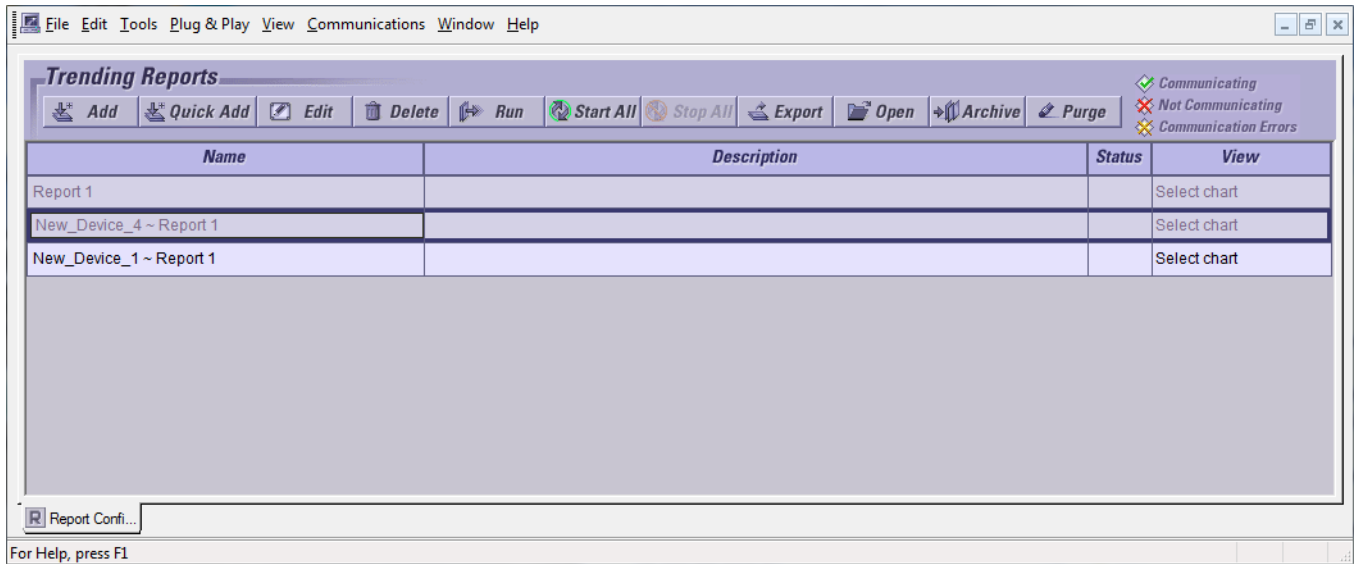 File Edit Tools Plug & Play View Communications Window Help
Trending Reports
Communicating
Not Communicating
Communication Errors
Add Quick Add Edit Delete Run Start All Stop All Export Open Archive Purge
Name Description Status View
Report 1 Select chart
New_Device_4 ~ Report 1 Select chart
New_Device_1 ~ Report 1 Select chart
R Report Confi...
For Help, press F1